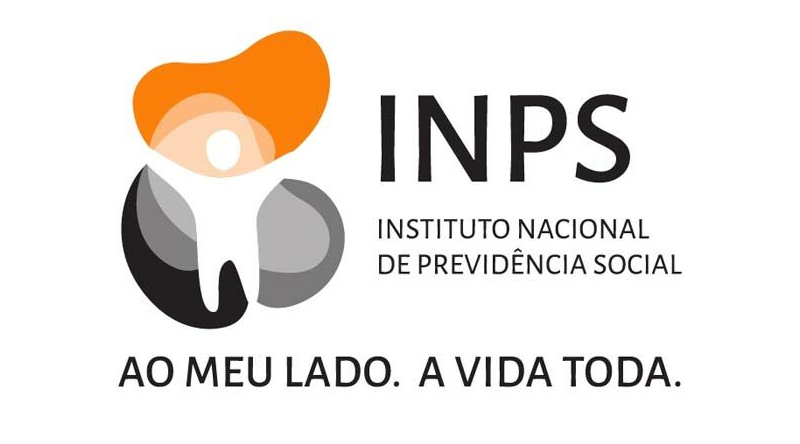 INPS
INSTITUTO NACIONAL
DE PREVIDÊNCIA SOCIAL
AO MEU LADO. A VIDA TODA.